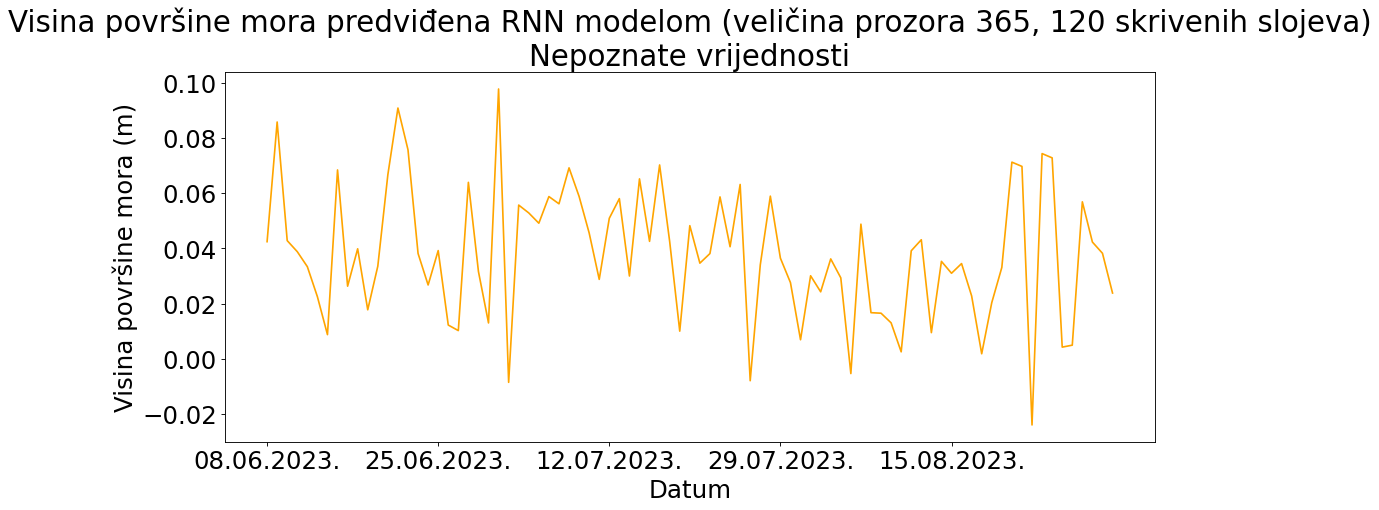 Visina površine mora predviđena RNN modelom (veličina prozora 365, 120 skrivenih slojeva)
Nepoznate vrijednosti
Visina površine mora (m)
0.10
0.08
0.06
0.04
0.02
0.00
−0.02
08.06.2023. 25.06.2023. 12.07.2023. 29.07.2023. 15.08.2023.
Datum